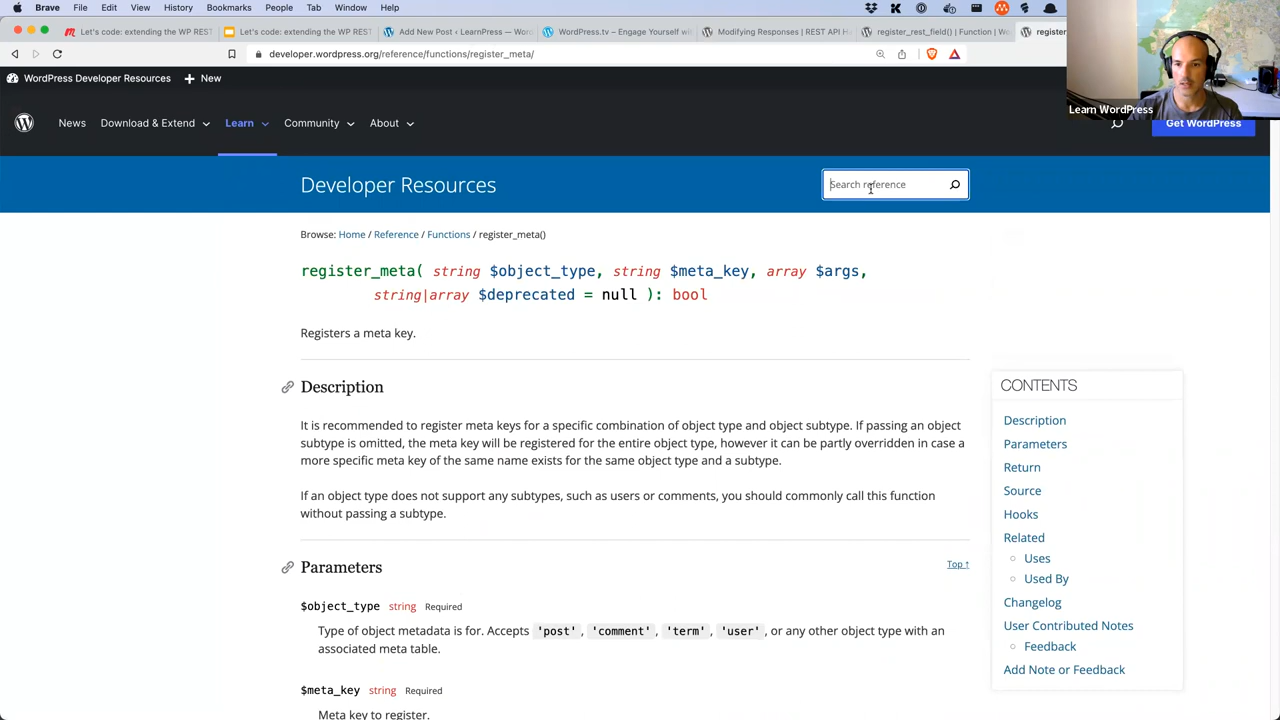 Brave File Edit View History Bookmarks People Tab Window Help
Let's code: extending the WP REST
Let's code: extending the WP REST
Add New Post ‹ LearnPress — Word
WordPress.tv – Engage Yourself wi
Modifying Responses | REST API H
register_rest_field() | Function | W
register
developer.wordpress.org/reference/functions/register_meta/
WordPress Developer Resources New
Learn WordPress
News Download & Extend Learn Community About Get WordPress
Developer Resources
Search reference
Browse: Home / Reference / Functions / register_meta()
register_meta( string $object_type, string $meta_key, array $args,
string|array $deprecated = null ): bool
Registers a meta key.
Description
It is recommended to register meta keys for a specific combination of object type and object subtype. If passing an object
subtype is omitted, the meta key will be registered for the entire object type, however it can be partly overridden in case a
more specific meta key of the same name exists for the same object type and a subtype.
If an object type does not support any subtypes, such as users or comments, you should commonly call this function
without passing a subtype.
Parameters
Top ↑
$object_type string Required
Type of object metadata is for. Accepts 'post', 'comment', 'term', 'user', or any other object type with an
associated meta table.
$meta_key string Required
Meta key to register.
CONTENTS
Description
Parameters
Return
Source
Hooks
Related
Uses
Used By
Changelog
User Contributed Notes
Feedback
Add Note or Feedback